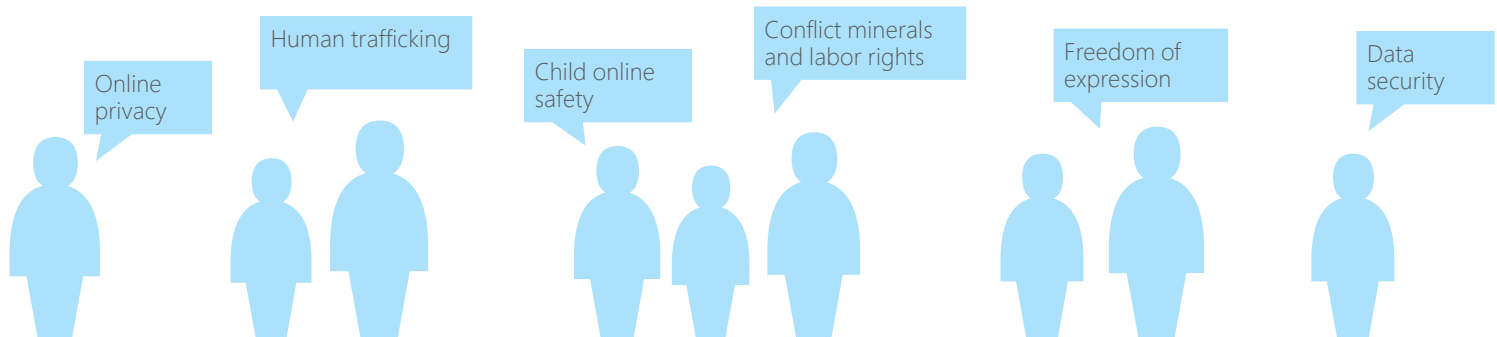 Online
privacy
Human trafficking
Child online
safety
Conflict minerals
and labor rights
Freedom of
expression
Data
security